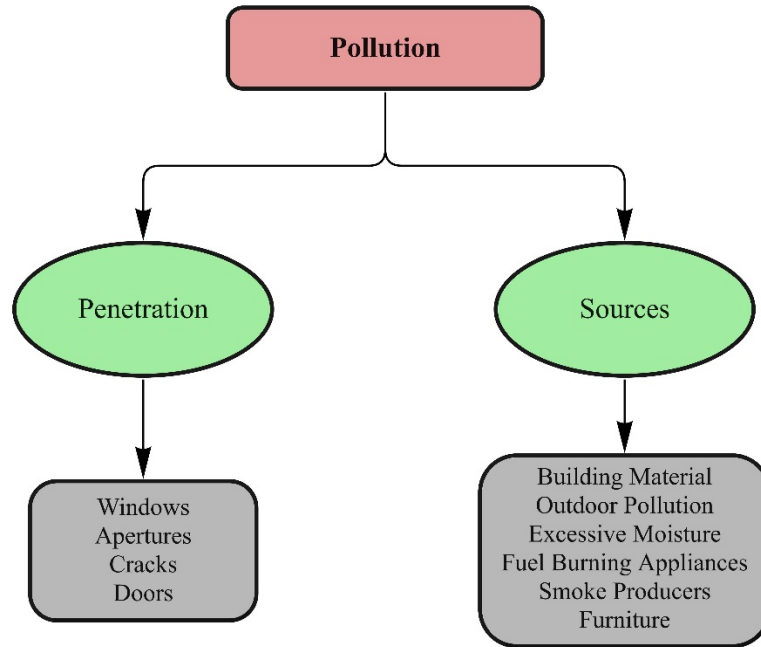 Pollution
Penetration
Sources
Windows
Apertures
Cracks
Doors
Building Material
Outdoor Pollution
Excessive Moisture
Fuel Burning Appliances
Smoke Producers
Furniture